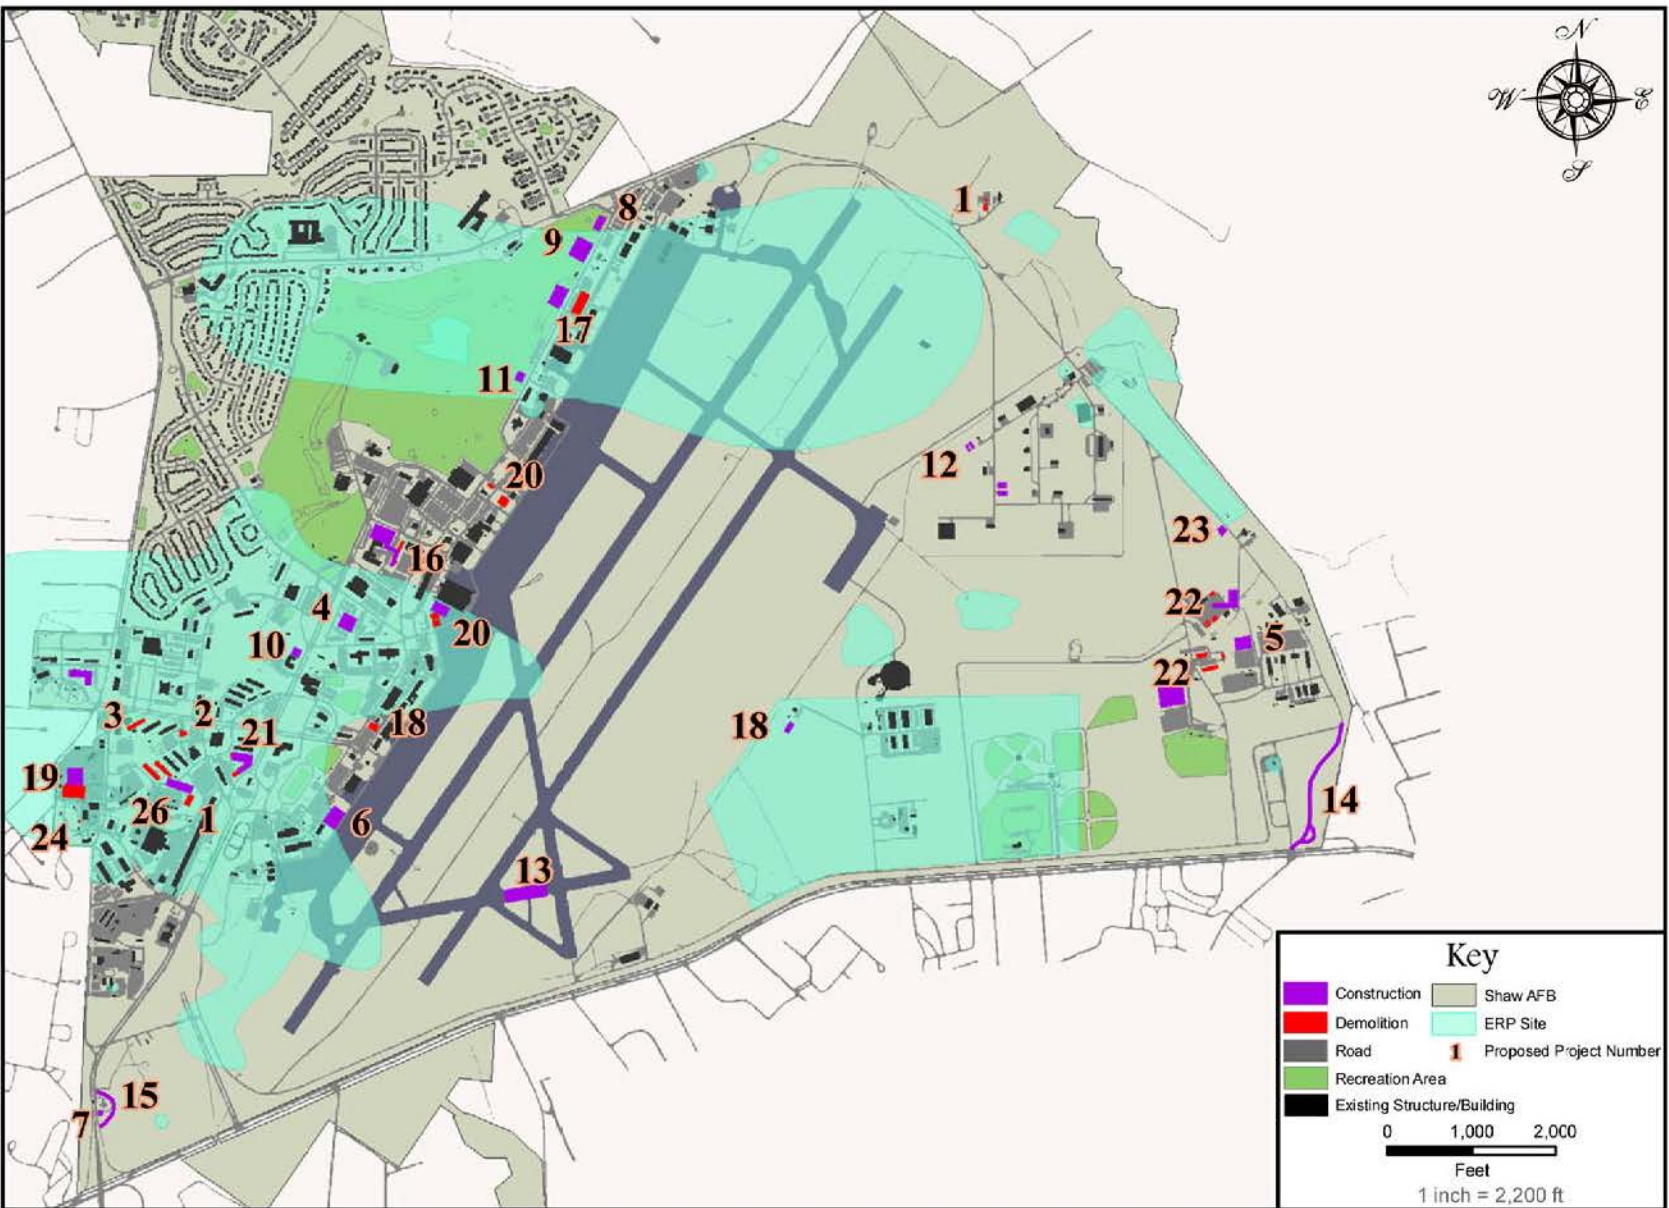 N
W E
S
1
8
9
17
11
20
12
23
16
4
22
20
10
5
22
3
2
21
18
18
19
14
26
1
6
24
13
15
7
Key
Construction Shaw AFB
Demolition ERP Site
Road 1 Proposed Project Number
Recreation Area
Existing Structure/Building
0 1,000 2,000
Feet
1 inch = 2,200 ft